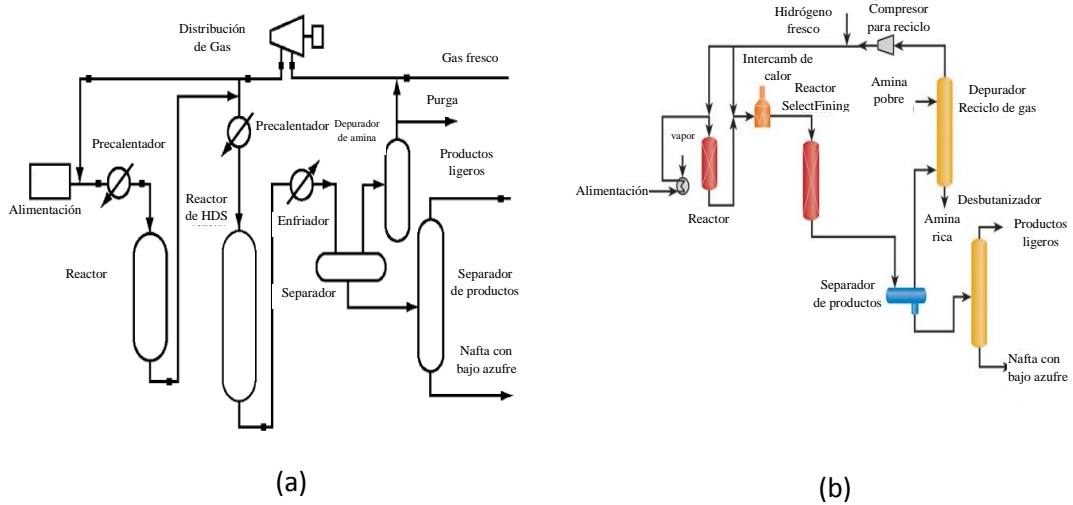 Distribución
de Gas
Gas fresco
Purga
Precalentador
Depurador
de amina
Productos
ligeros
Precalentador
Alimentación
Reactor
de HDS
Enfriador
Reactor
Separador
Separador
de productos
Nafta con
bajo azufre
(a)
Hidrógeno
fresco
Compresor
para reciclo
Intercamb de
calor
Reactor
SelectFining
Amina
pobre
Depurador
Reciclo de gas
vapor
Alimentación
Reactor
Amina
rica
Desbutanizador
Productos
ligeros
Separador
de productos
Nafta con
bajo azufre
(b)